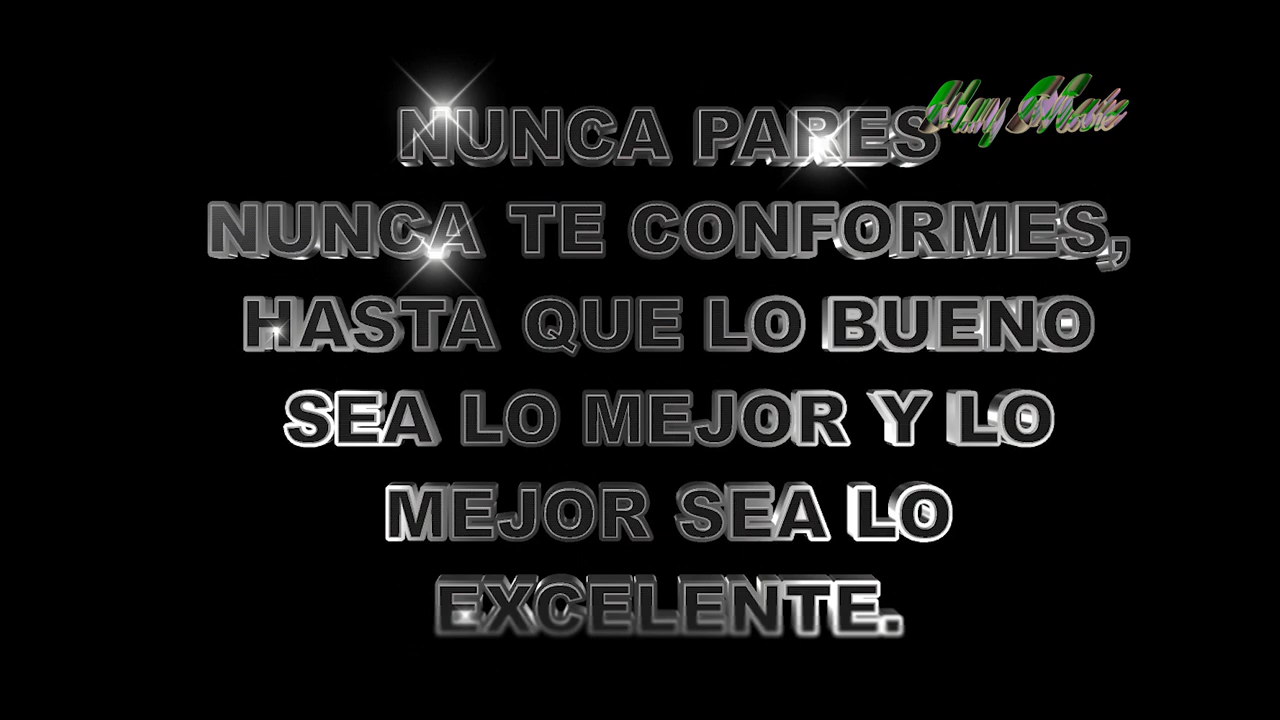 NUNCA PARES
NUNCA TE CONFORMES,
HASTA QUE LO BUENO
SEA LO MEJOR Y LO
MEJOR SEA LO
EXCELENTE.